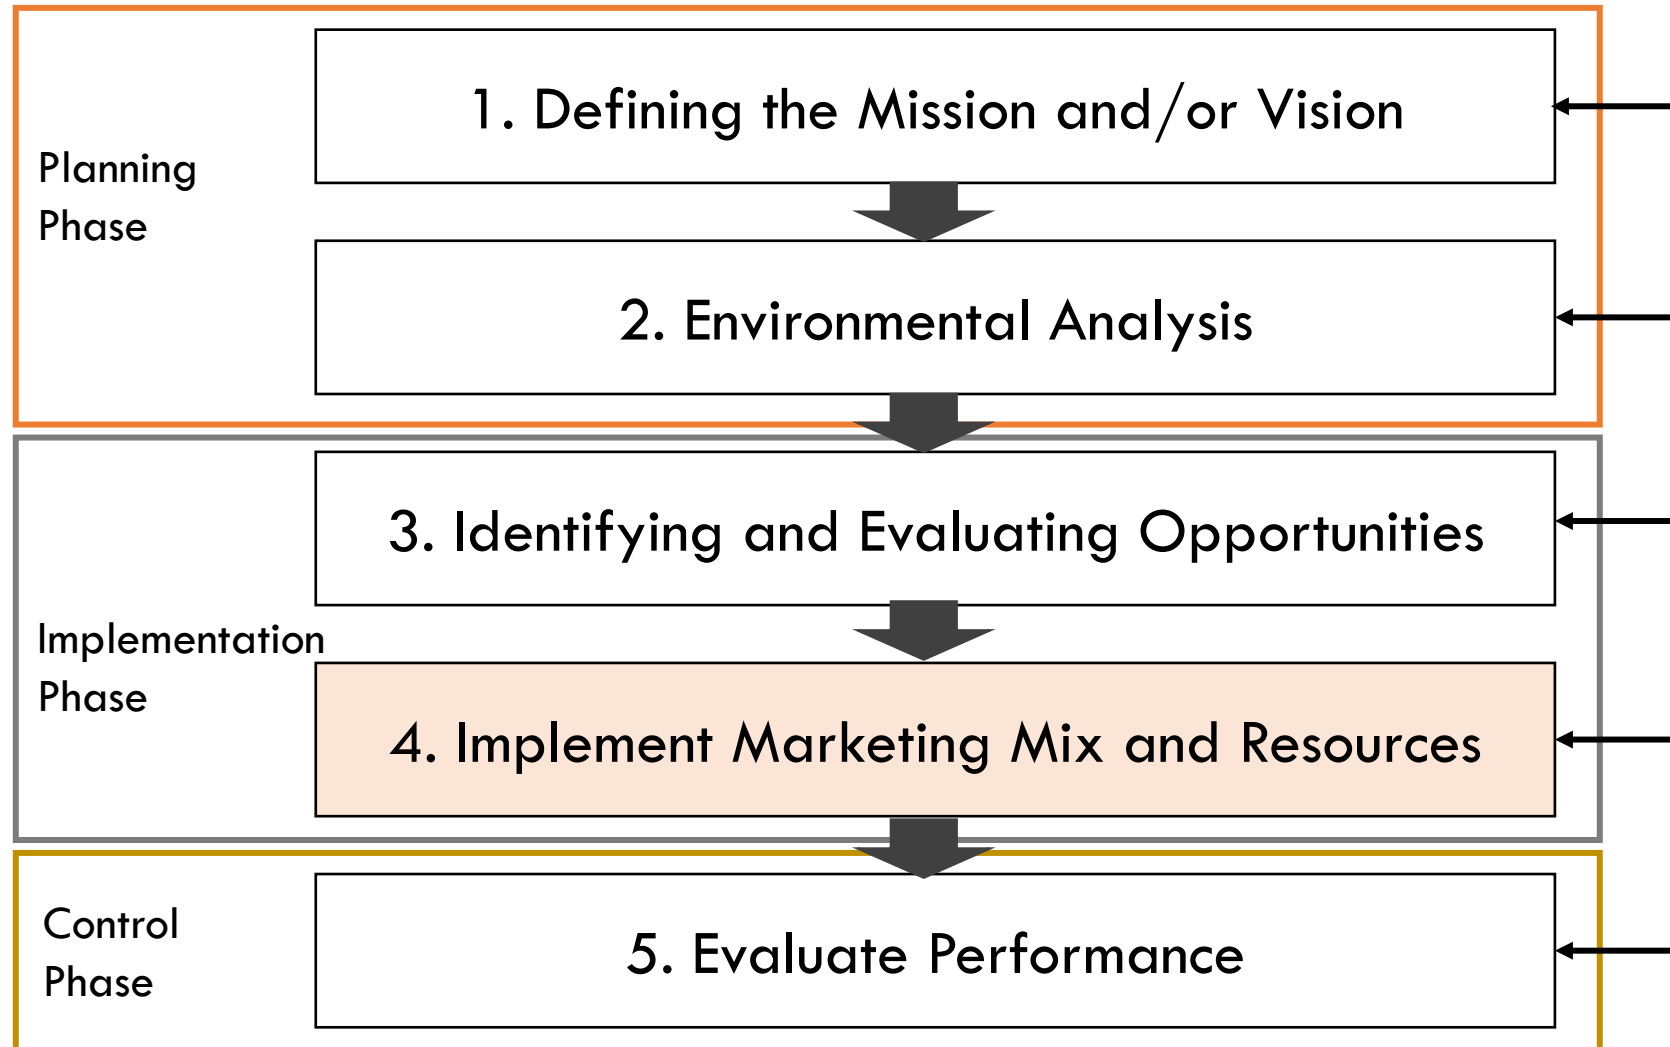 1. Defining the Mission and/or Vision
Planning
Phase
2. Environmental Analysis
3. Identifying and Evaluating Opportunities
Implementation
Phase
4. Implement Marketing Mix and Resources
Control
Phase
5. Evaluate Performance